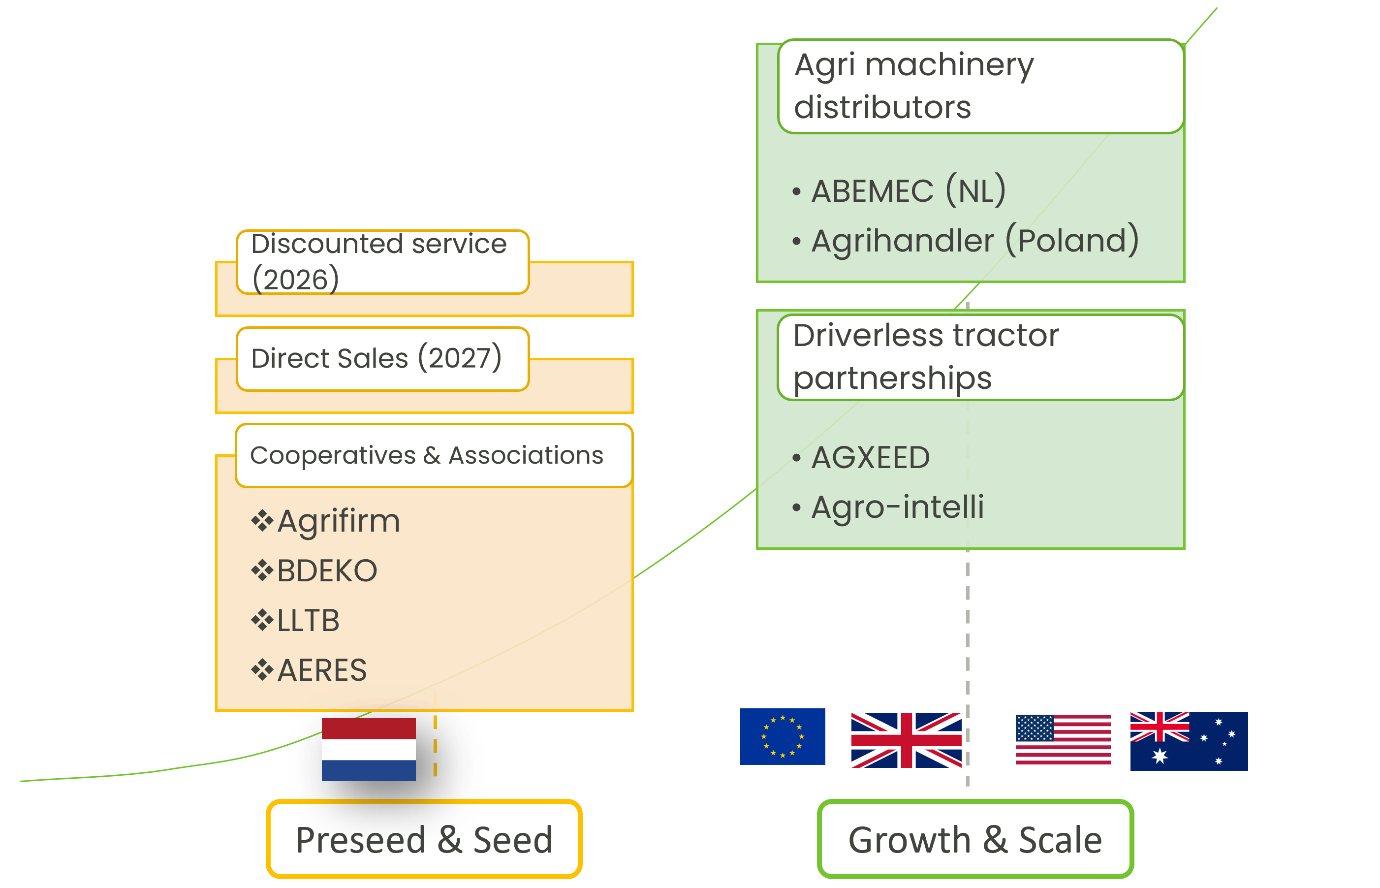 Discounted service
(2026)
Direct Sales (2027)
Cooperatives & Associations
❖Agrifirm
❖BDEKO
❖LLTB
❖AERES
Preseed & Seed
Agri machinery
distributors
• ABEMEC (NL)
• Agrihandler (Poland)
Driverless tractor
partnerships
• AGXEED
• Agro-intelli
Growth & Scale